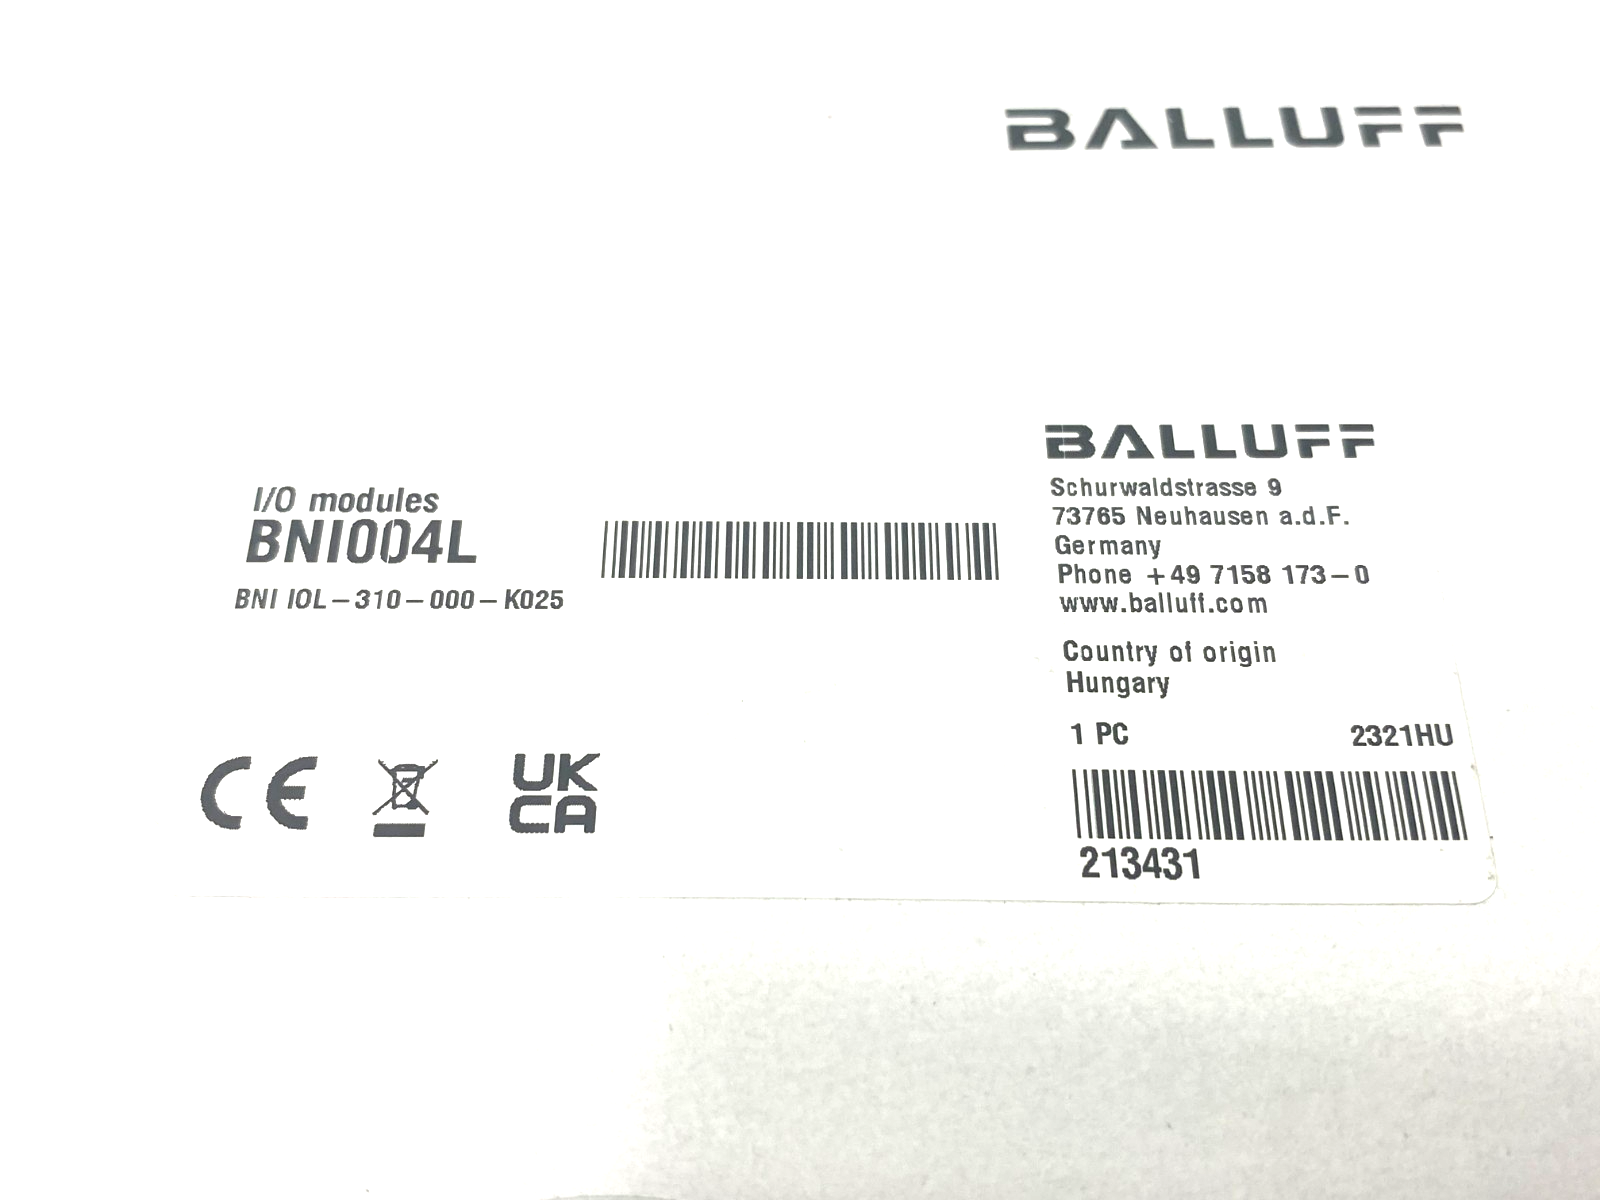 BALLUFF
I/O modules
BNI004L
BNI IOL-310-000-K025
BALLUFF
Schurwaldstrasse 9
73765 Neuhausen a.d.F.
Germany
Phone +49 7158 173-0
www.balluff.com
Country of origin
Hungary
1 PC 2321HU
213431
CE
UK
CA